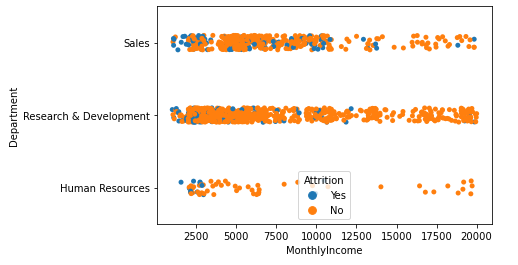 Sales
Research & Development
Human Resources
Department
Attrition
Yes
No
2500 5000 7500 10000 12500 15000 17500 20000
MonthlyIncome